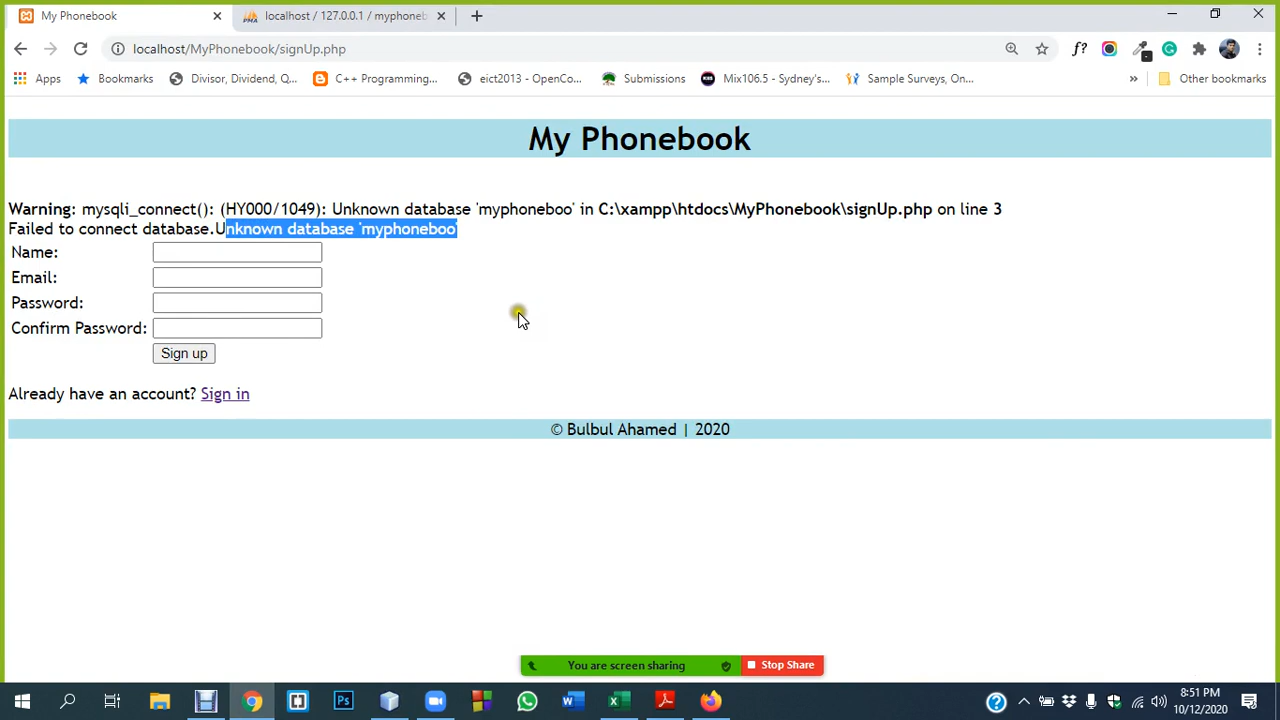 My Phonebook
localhost / 127.0.0.1 / myphoneb
localhost/MyPhonebook/signUp.php
f?
Apps
Bookmarks
Divisor, Dividend, Q...
C++ Programming...
eict2013 - OpenCo...
Submissions
Mix106.5 - Sydney's...
Sample Surveys, On...
»
Other bookmarks
My Phonebook
Warning: mysqli_connect(): (HY000/1049): Unknown database 'myphoneboo' in C:\xampp\htdocs\MyPhonebook\signUp.php on line 3
Failed to connect database.Unknown database 'myphoneboo'
Name:
Email:
Password:
Confirm Password:
Sign up
Already have an account? Sign in
© Bulbul Ahamed | 2020
You are screen sharing
Stop Share
8:51 PM
10/12/2020